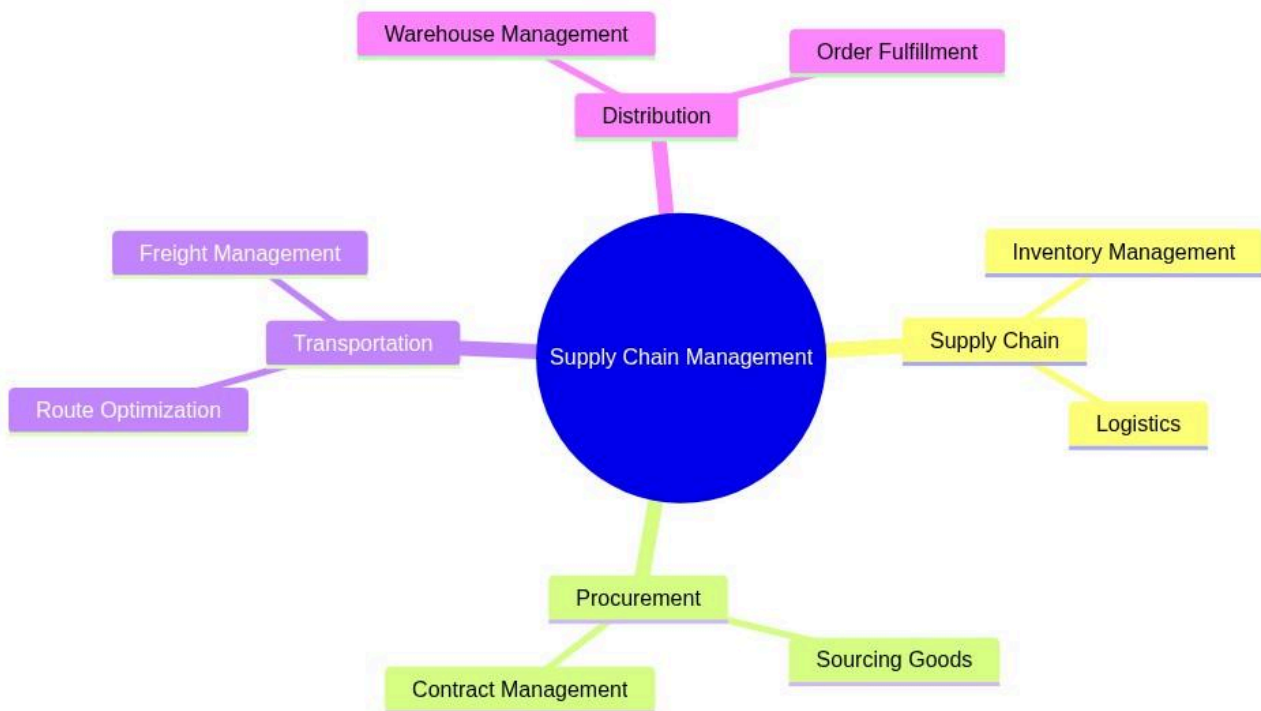 Warehouse Management
Order Fulfillment
Distribution
Freight Management
Inventory Management
Transportation
Supply Chain Management
Supply Chain
Route Optimization
Logistics
Procurement
Sourcing Goods
Contract Management